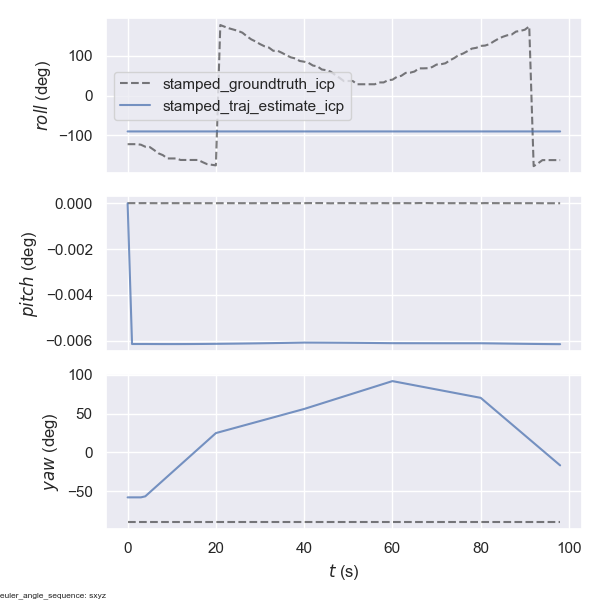 100
0
−100
roll (deg)
stamped_groundtruth_icp
stamped_traj_estimate_icp
0.000
−0.002
−0.004
−0.006
pitch (deg)
100
50
0
−50
yaw (deg)
0 20 40 60 80 100
t (s)
euler_angle_sequence: sxyz